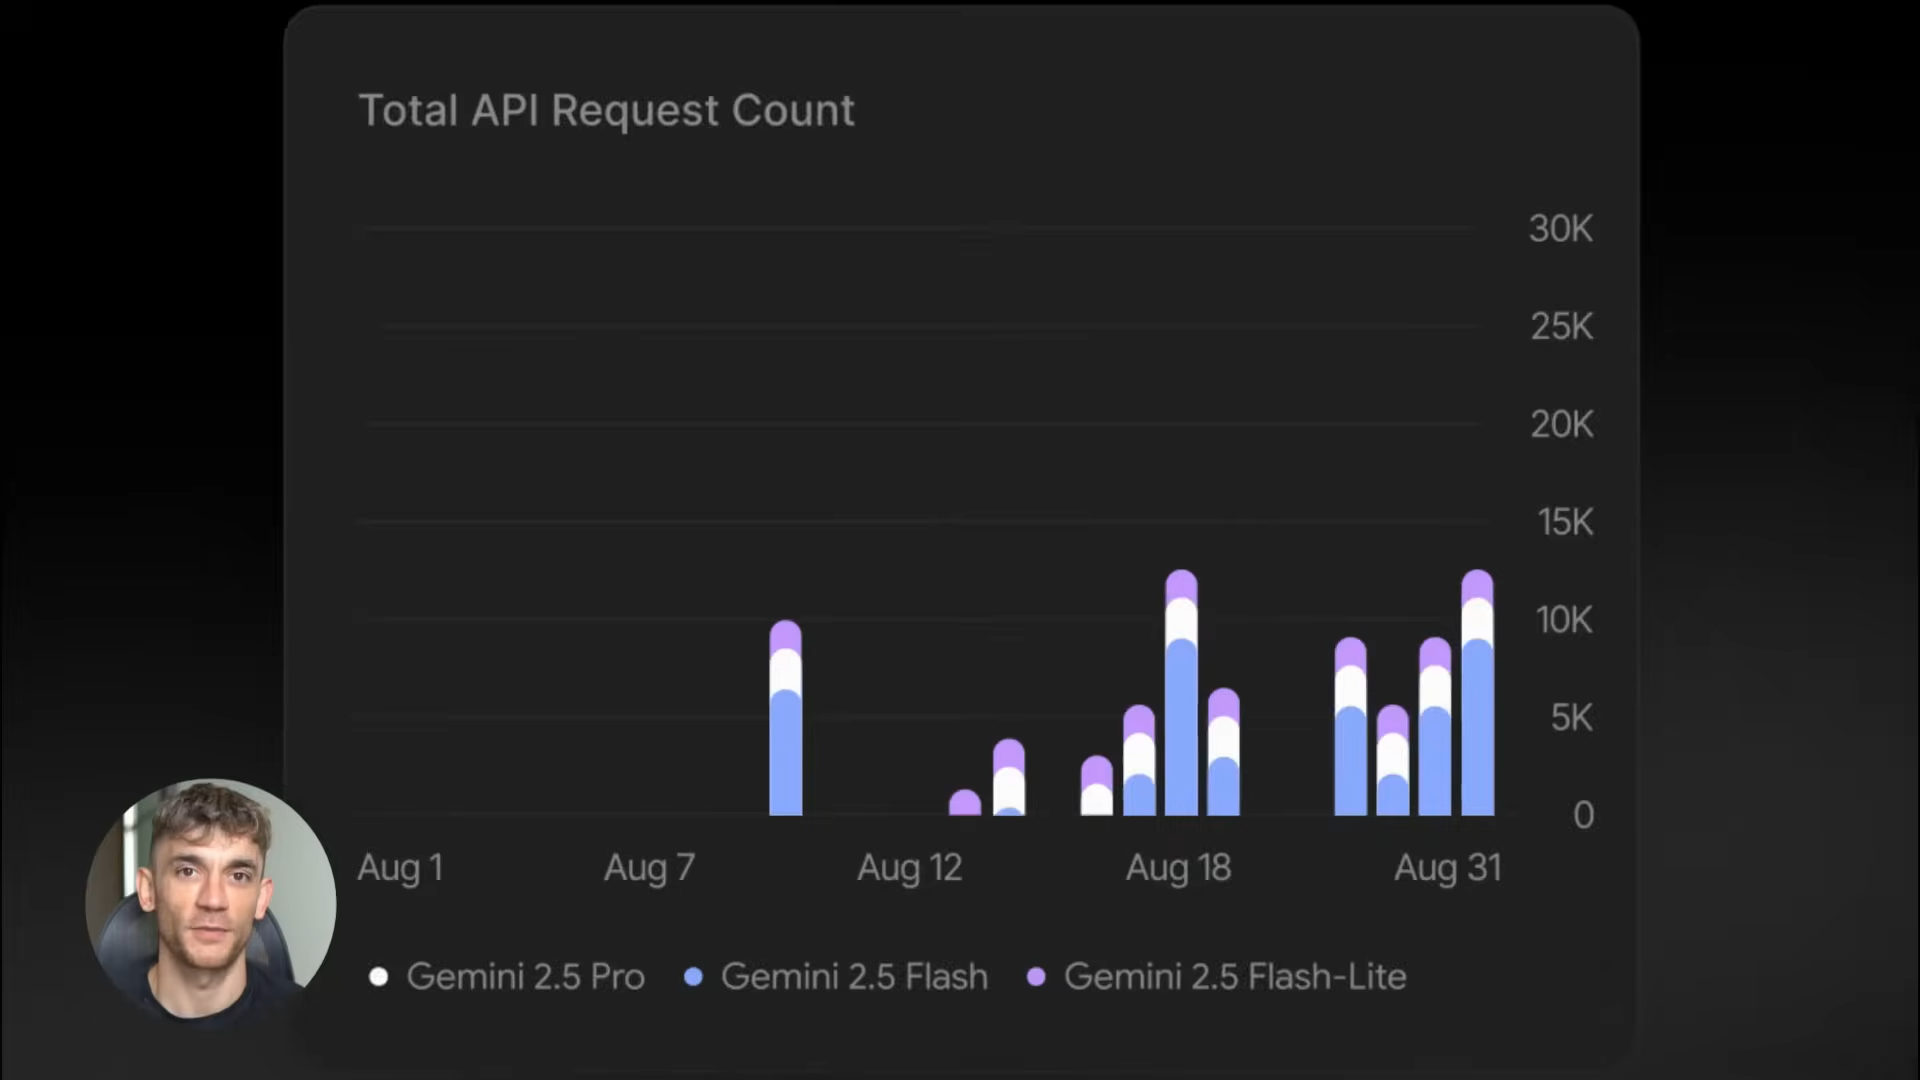 Total API Request Count
30K
25K
20K
15K
10K
5K
0
Aug 1 Aug 7 Aug 12 Aug 18 Aug 31
Gemini 2.5 Pro Gemini 2.5 Flash Gemini 2.5 Flash-Lite